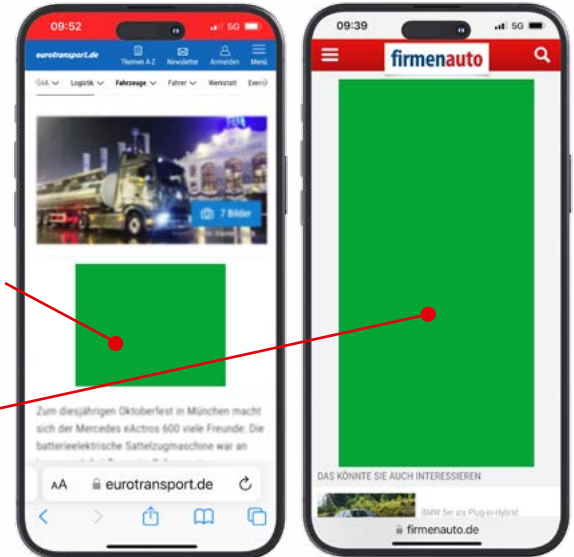 09:52
5G
eurotransport.de
Themen A-Z
Newsletter
Anmelden
Menü
Logistik
Fahrzeuge
Fahrer
Werkstatt
7 Bilder
Zum diesjährigen Oktoberfest in München macht
sich der Mercedes eActros 600 viele Freunde: Die
batterieelektrische Sattelzugmaschine war an
AA
eurotransport.de
09:39
5G
firmenauto
DAS KÖNNTE SIE AUCH INTERESSIEREN
BMW 5er als Plug-in-Hybrid
firmenauto.de